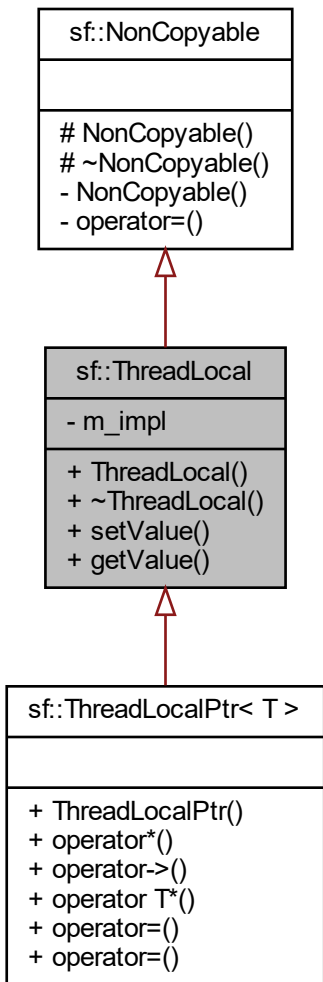 sf::NonCopyable
# NonCopyable()
# ~NonCopyable()
- NonCopyable()
- operator=()
sf::ThreadLocal
- m_impl
+ ThreadLocal()
+ ~ThreadLocal()
+ setValue()
+ getValue()
sf::ThreadLocalPtr< T >
+ ThreadLocalPtr()
+ operator*()
+ operator->()
+ operator T*()
+ operator=()
+ operator=()